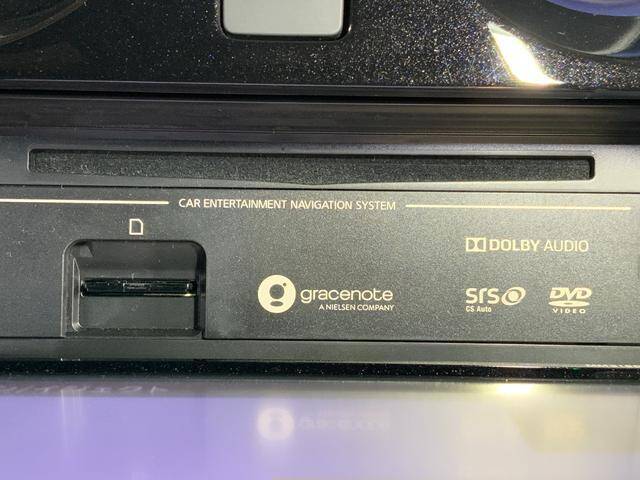 CAR ENTERTAINMENT NAVIGATION SYSTEM
DOLBY AUDIO
gracenote
A NIELSEN COMPANY
SRS
CS Auto
DVD
VIDEO